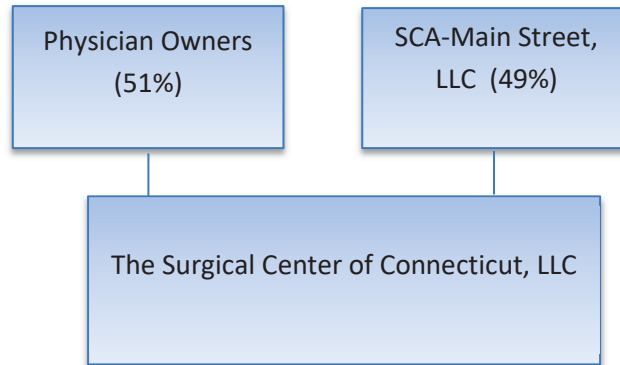 Physician Owners
(51%)
SCA-Main Street,
LLC (49%)
The Surgical Center of Connecticut, LLC